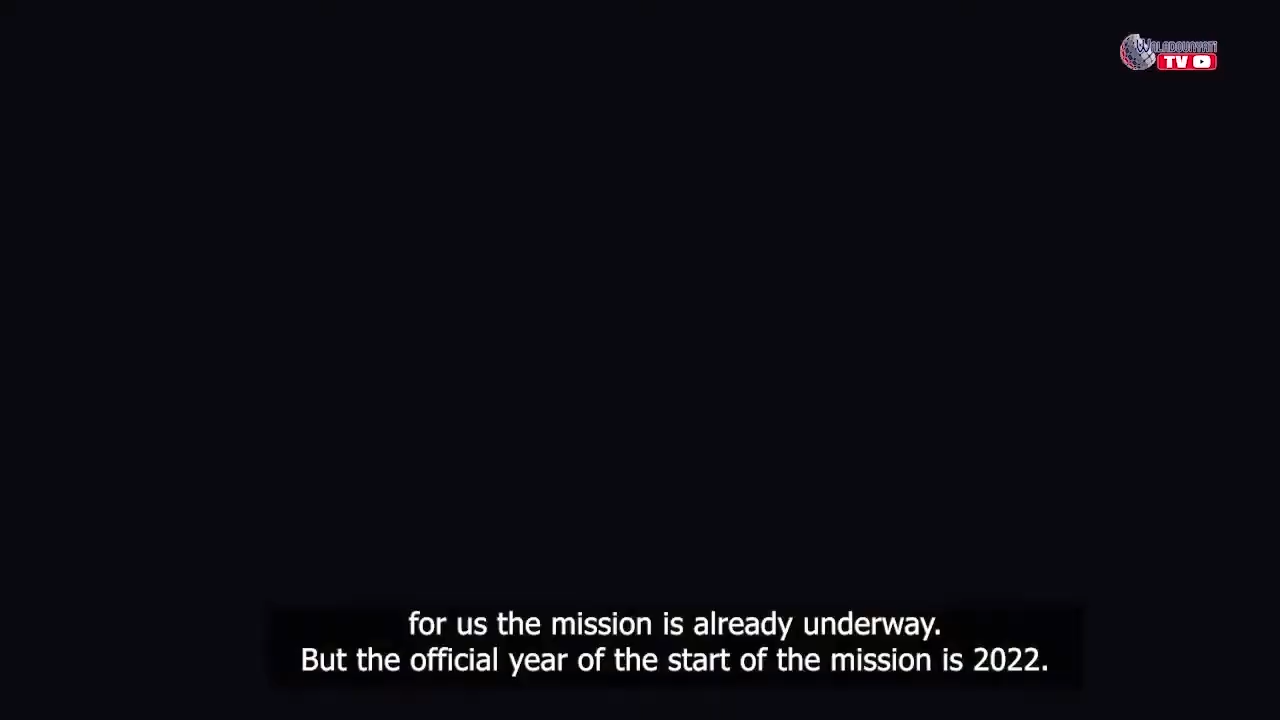 WALADOUNYATI
TV
for us the mission is already underway.
But the official year of the start of the mission is 2022.